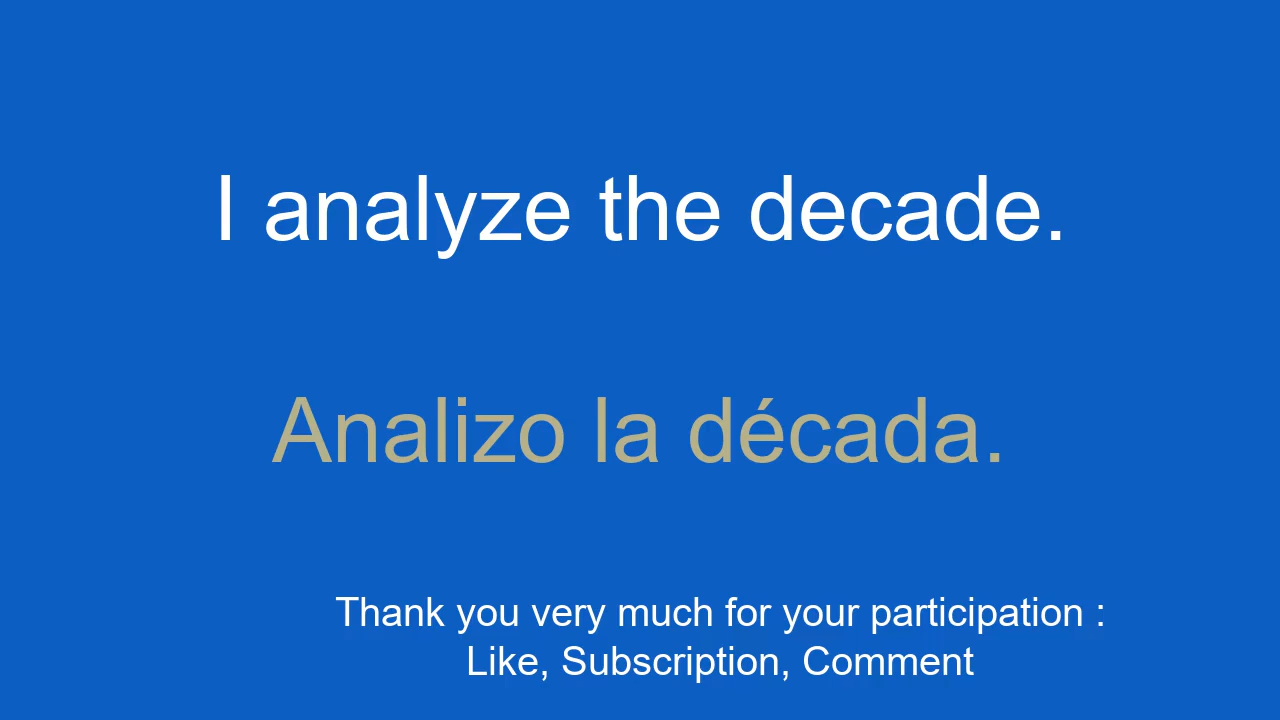 I analyze the decade.
Analizo la década.
Thank you very much for your participation :
Like, Subscription, Comment